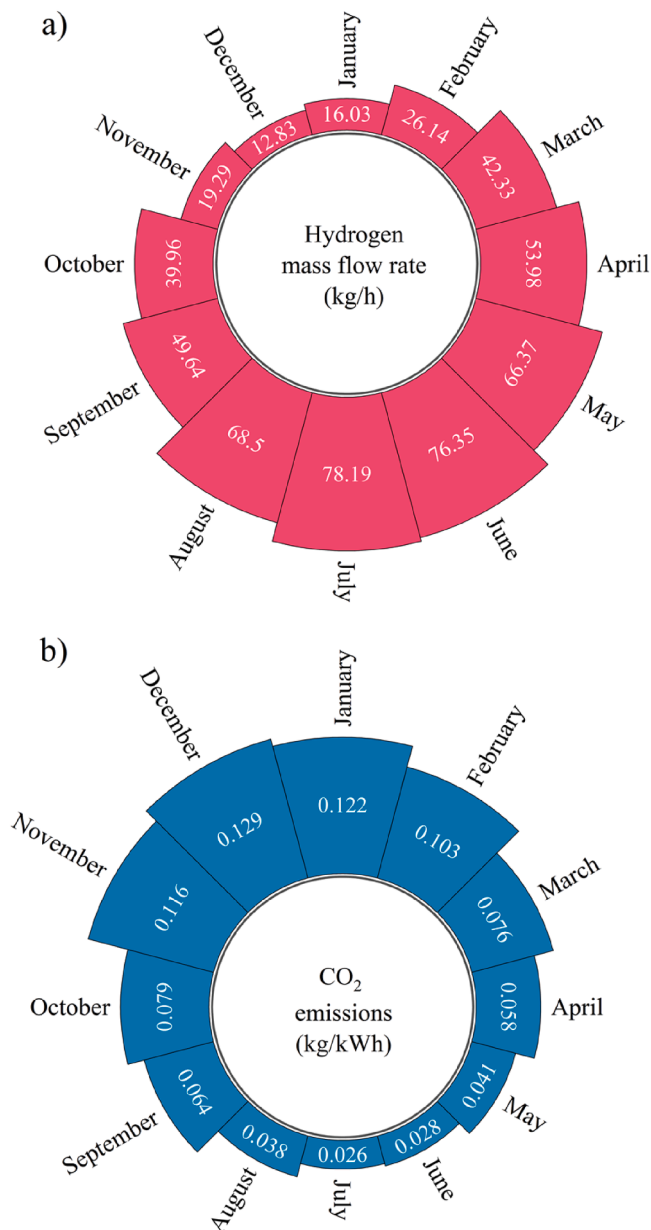 a)
January
February
March
April
May
June
July
August
September
October
November
December
16.03
26.14
42.33
53.98
66.37
76.35
78.19
68.5
49.64
39.96
19.29
12.83
Hydrogen
mass flow rate
(kg/h)
b)
January
February
March
April
May
June
July
August
September
October
November
December
0.122
0.103
0.076
0.058
0.041
0.028
0.026
0.038
0.064
0.079
0.116
0.129
CO₂
emissions
(kg/kWh)